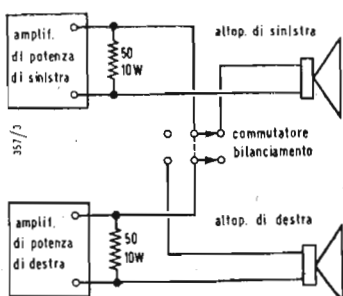 amplif.
di potenza
di sinistra
50
10W
altop. di sinistra
357/3
commutatore
bilanciamento
amplif.
di potenza
di destra
50
10W
altop. di destra